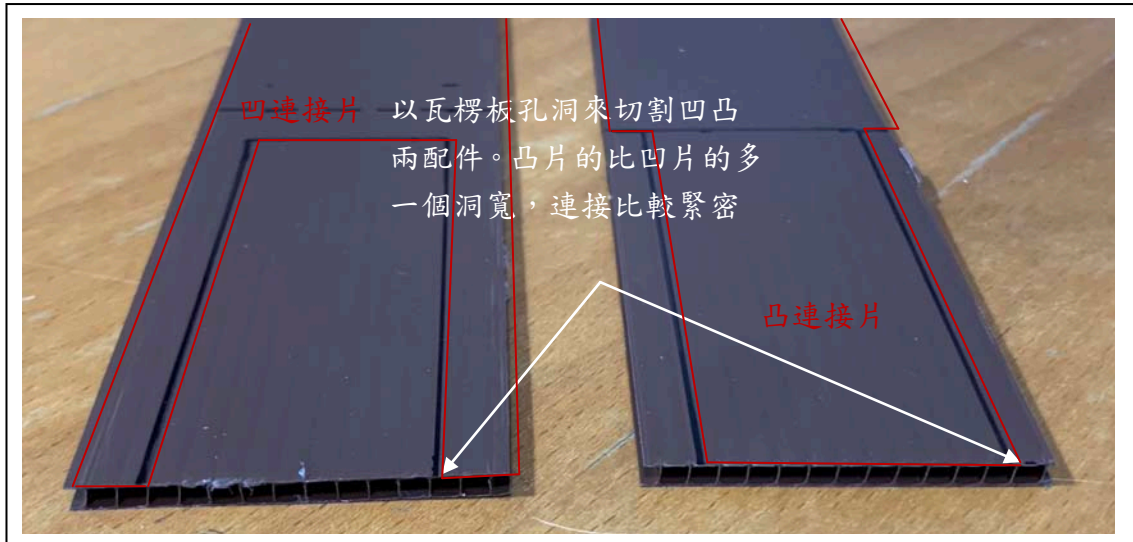 凹連接片
以瓦楞板孔洞來切割凹凸
兩配件。凸片的比凹片的多
一個洞寬，連接比較緊密
凸連接片